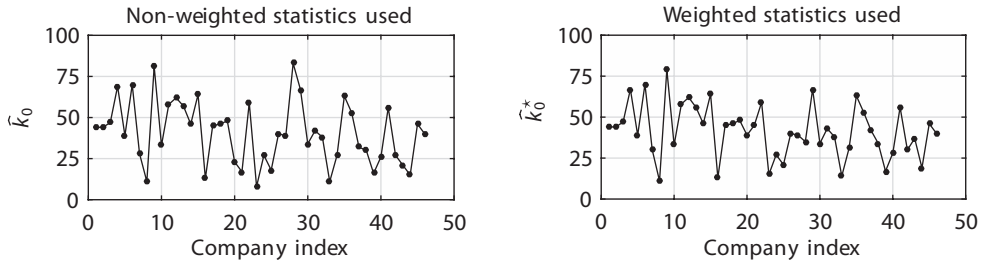 Non-weighted statistics used
100
75
50
25
0
0 10 20 30 40 50
k̂0
Company index
Weighted statistics used
100
75
50
25
0
0 10 20 30 40 50
k̂0⋆
Company index